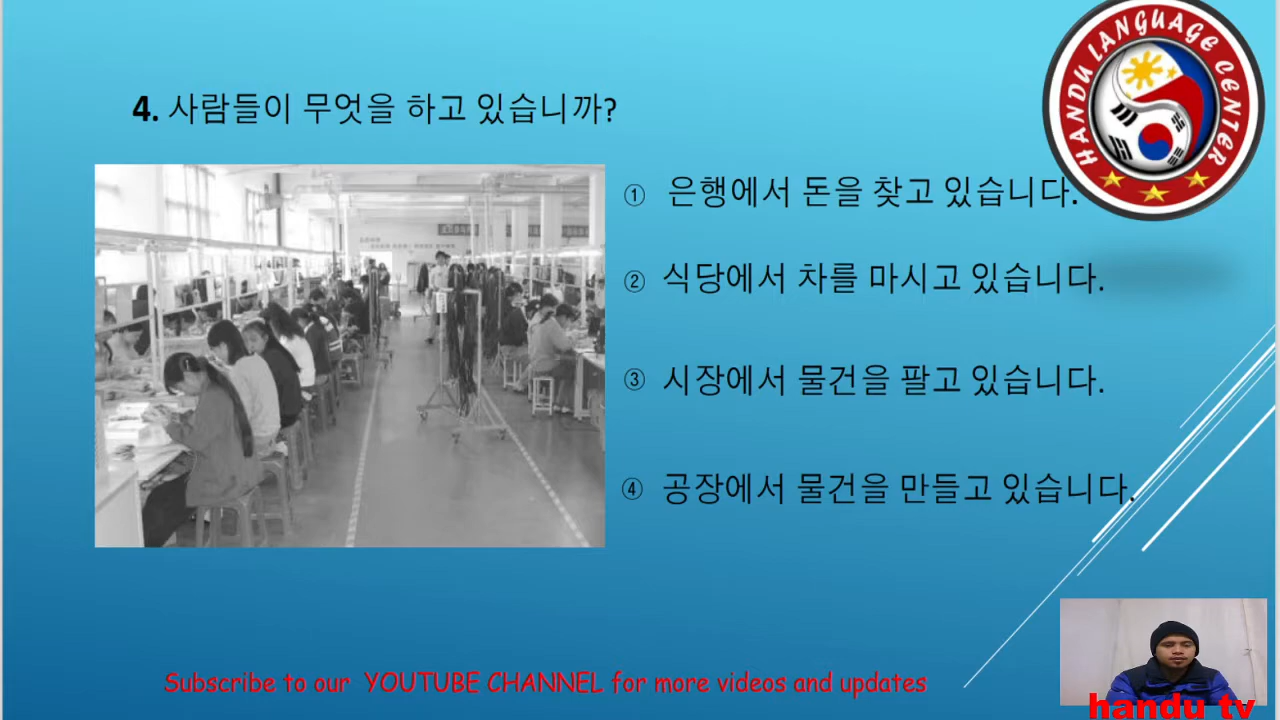 HANDU LANGUAGE CENTER
4. 사람들이 무엇을 하고 있습니까?
① 은행에서 돈을 찾고 있습니다.
② 식당에서 차를 마시고 있습니다.
③ 시장에서 물건을 팔고 있습니다.
④ 공장에서 물건을 만들고 있습니다.
Subscribe to our YOUTUBE CHANNEL for more videos and updates
handu tv